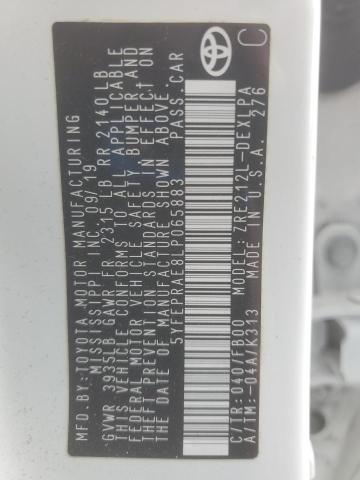 MFD. BY:TOYOTA MOTOR MANUFACTURING
MISSISSIPPI INC. 09/19
GVWR 3935LB GAWR FR 2315 LB RR 2140 LB
THIS VEHICLE CONFORMS TO ALL APPLICABLE
FEDERAL MOTOR VEHICLE SAFETY BUMPER AND
THEFT PREVENTION STANDARDS IN EFFECT ON
THE DATE OF MANUFACTURE SHOWN ABOVE.
5YFEPRAE8LP065883 PASS.CAR
C/TR:040/FB00 MODEL:ZRE212L-DEXLPA
A/TM:-04A/K313 U.S.A. 276
C